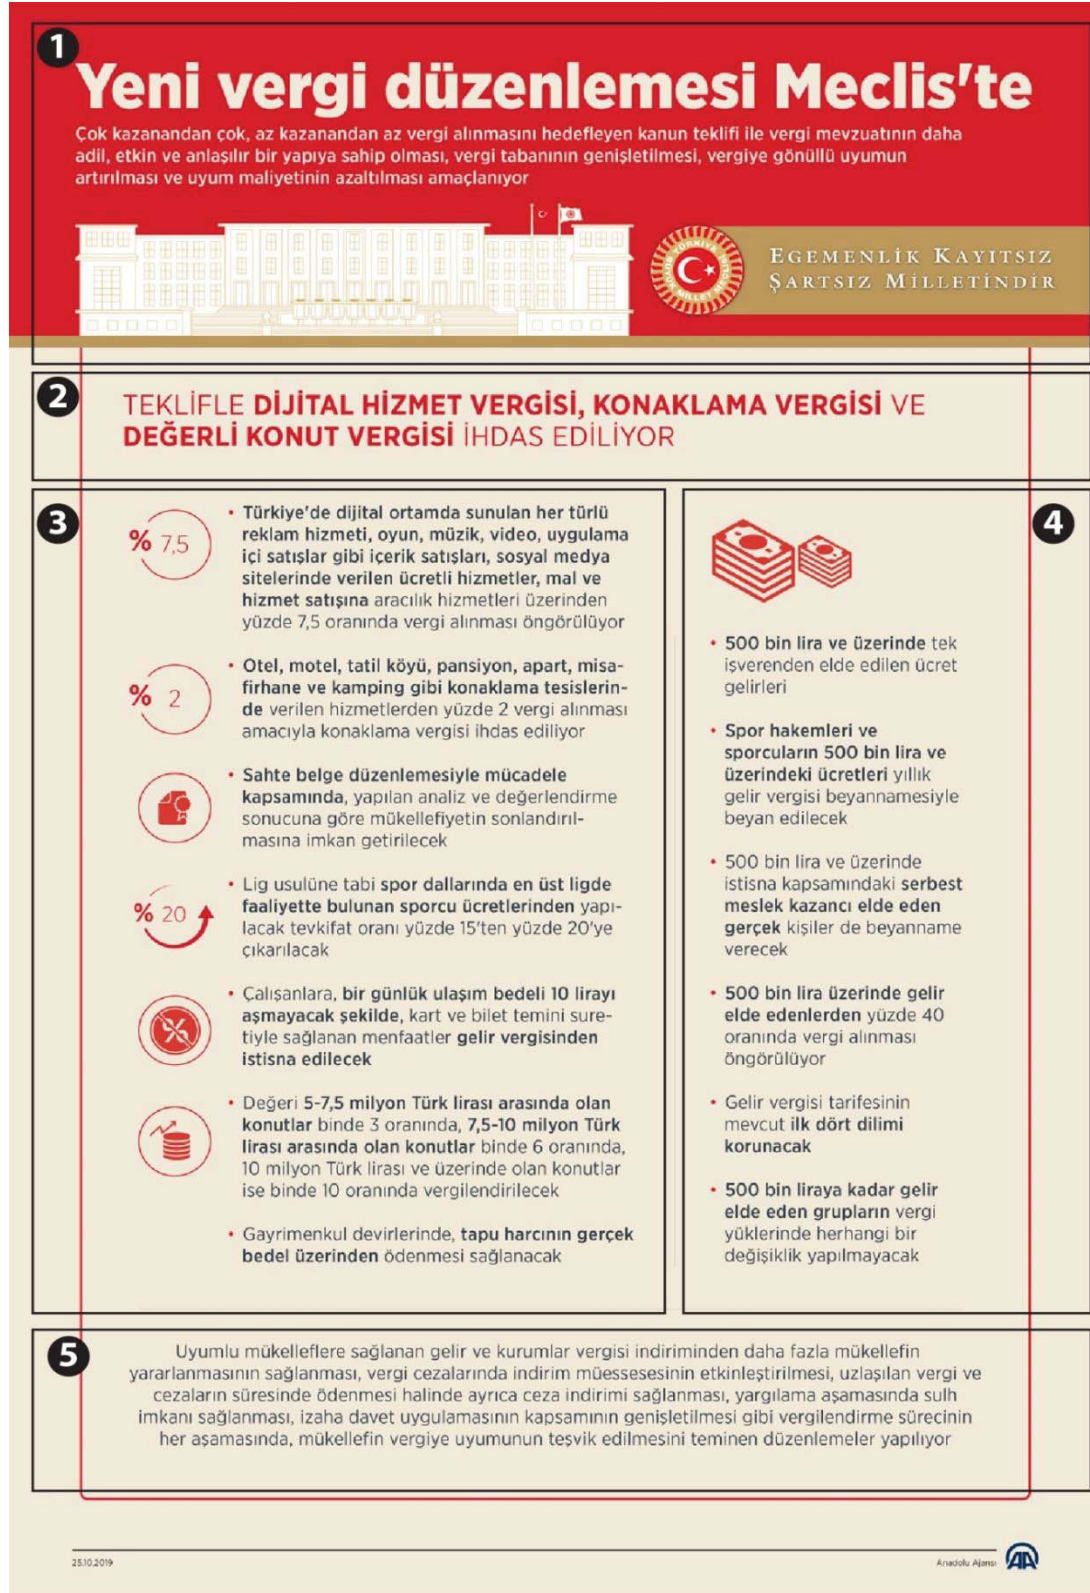 1
Yeni vergi düzenlemesi Meclis'te
Çok kazanandan çok, az kazanandan az vergi alınmasını hedefleyen kanun teklifi ile vergi mevzuatının daha
adil, etkin ve anlaşılır bir yapıya sahip olması, vergi tabanının genişletilmesi, vergiye gönüllü uyumun
artırılması ve uyum maliyetinin azaltılması amaçlanıyor
TÜRKİYE BÜYÜK MİLLET MECLİSİ
EGEMENLİK KAYITSIZ
ŞARTSIZ MİLLETİNDİR
2
TEKLİFLE DİJİTAL HİZMET VERGİSİ, KONAKLAMA VERGİSİ VE
DEĞERLİ KONUT VERGİSİ İHDAS EDİLİYOR
3
% 7,5
• Türkiye'de dijital ortamda sunulan her türlü
reklam hizmeti, oyun, müzik, video, uygulama
içi satışlar gibi içerik satışları, sosyal medya
sitelerinde verilen ücretli hizmetler, mal ve
hizmet satışına aracılık hizmetleri üzerinden
yüzde 7,5 oranında vergi alınması öngörülüyor
% 2
• Otel, motel, tatil köyü, pansiyon, apart, misa-
firhane ve kamping gibi konaklama tesislerin-
de verilen hizmetlerden yüzde 2 vergi alınması
amacıyla konaklama vergisi ihdas ediliyor
• Sahte belge düzenlemesiyle mücadele
kapsamında, yapılan analiz ve değerlendirme
sonucuna göre mükellefiyetin sonlandırıl-
masına imkan getirilecek
% 20
• Lig usulüne tabi spor dallarında en üst ligde
faaliyette bulunan sporcu ücretlerinden yapı-
lacak tevkifat oranı yüzde 15'ten yüzde 20'ye
çıkarılacak
%
• Çalışanlara, bir günlük ulaşım bedeli 10 lirayı
aşmayacak şekilde, kart ve bilet temini sure-
tiyle sağlanan menfaatler gelir vergisinden
istisna edilecek
• Değeri 5-7,5 milyon Türk lirası arasında olan
konutlar binde 3 oranında, 7,5-10 milyon Türk
lirası arasında olan konutlar binde 6 oranında,
10 milyon Türk lirası ve üzerinde olan konutlar
ise binde 10 oranında vergilendirilecek
• Gayrimenkul devirlerinde, tapu harcının gerçek
bedel üzerinden ödenmesi sağlanacak
4
• 500 bin lira ve üzerinde tek
işverenden elde edilen ücret
gelirleri
• Spor hakemleri ve
sporcuların 500 bin lira ve
üzerindeki ücretleri yıllık
gelir vergisi beyannamesiyle
beyan edilecek
• 500 bin lira ve üzerinde
istisna kapsamındaki serbest
meslek kazancı elde eden
gerçek kişiler de beyanname
verecek
• 500 bin lira üzerinde gelir
elde edenlerden yüzde 40
oranında vergi alınması
öngörülüyor
• Gelir vergisi tarifesinin
mevcut ilk dört dilimi
korunacak
• 500 bin liraya kadar gelir
elde eden grupların vergi
yüklerinde herhangi bir
değişiklik yapılmayacak
5
Uyumlu mükelleflere sağlanan gelir ve kurumlar vergisi indiriminden daha fazla mükellefin
yararlanmasının sağlanması, vergi cezalarında indirim müessesesinin etkinleştirilmesi, uzlaşılan vergi ve
cezaların süresinde ödenmesi halinde ayrıca ceza indirimi sağlanması, yargılama aşamasında sulh
imkanı sağlanması, izaha davet uygulamasının kapsamının genişletilmesi gibi vergilendirme sürecinin
her aşamasında, mükellefin vergiye uyumunun teşvik edilmesini teminen düzenlemeler yapılıyor
25.10.2019
Anadolu Ajansı
AA